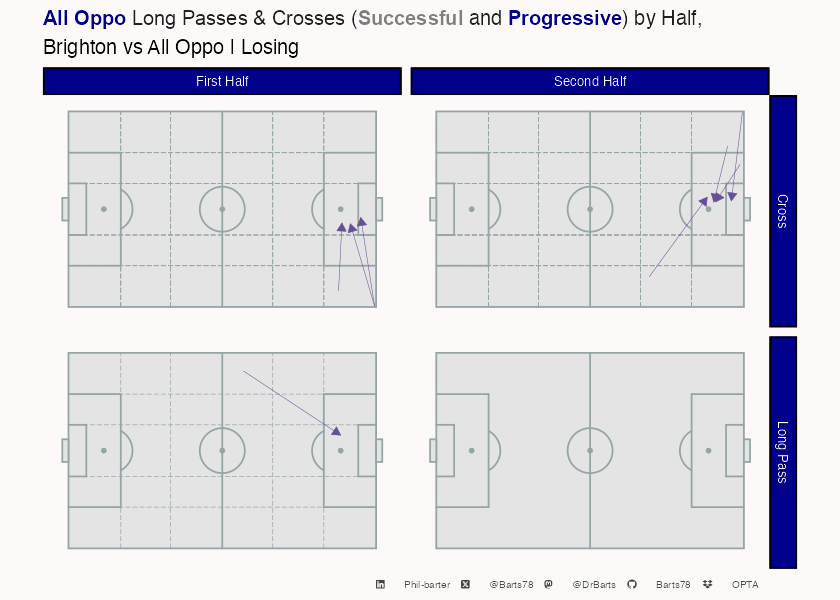 All Oppo Long Passes & Crosses (Successful and Progressive) by Half,
Brighton vs All Oppo | Losing
First Half
Second Half
Cross
Long Pass
Phil-barter @Barts78 @DrBarts Barts78 OPTA